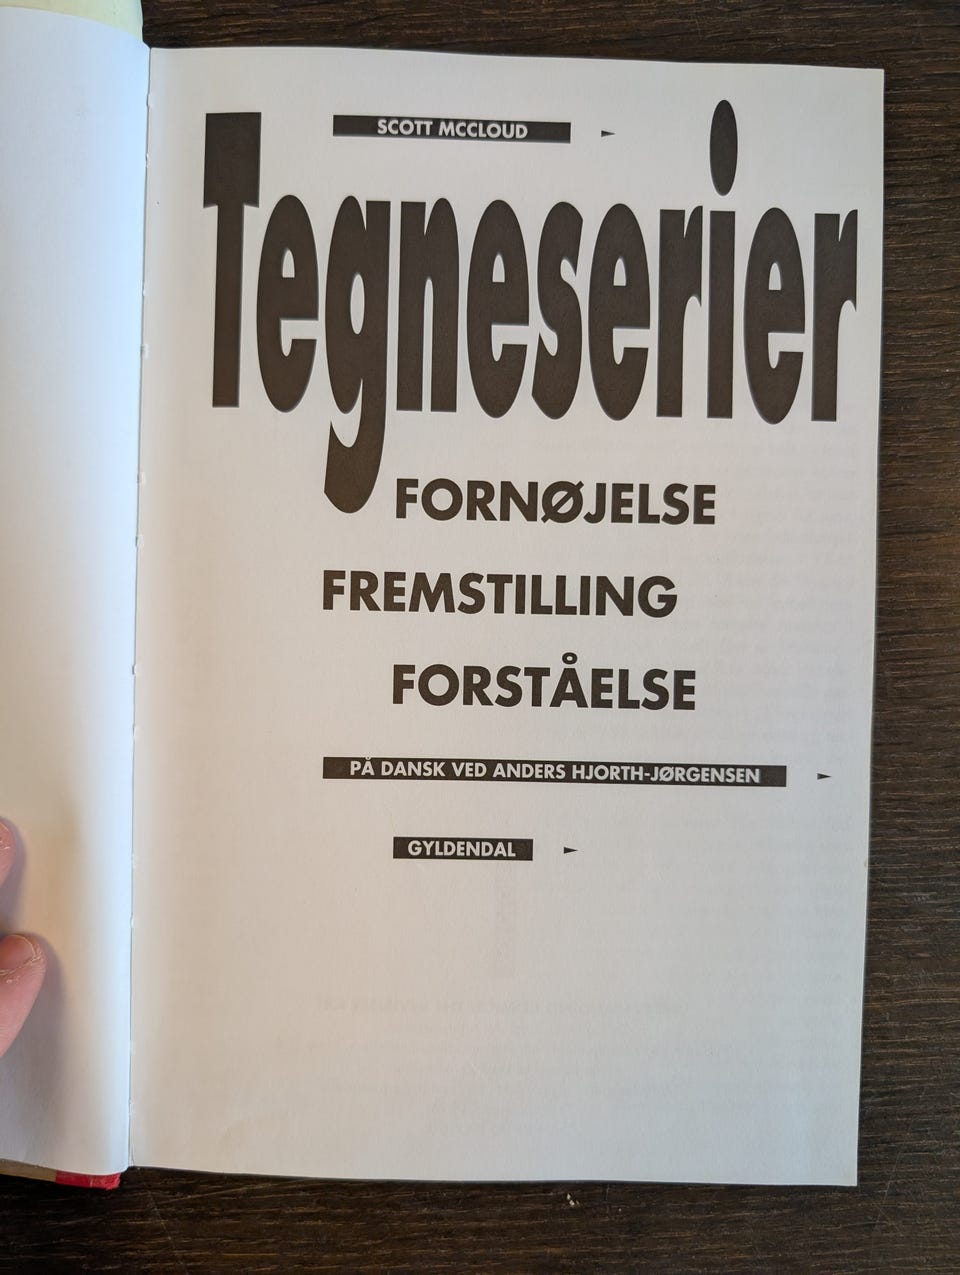 SCOTT MCCLOUD
Tegneserier
FORNØJELSE
FREMSTILLING
FORSTÅELSE
PÅ DANSK VED ANDERS HJORTH-JØRGENSEN
GYLDENDAL